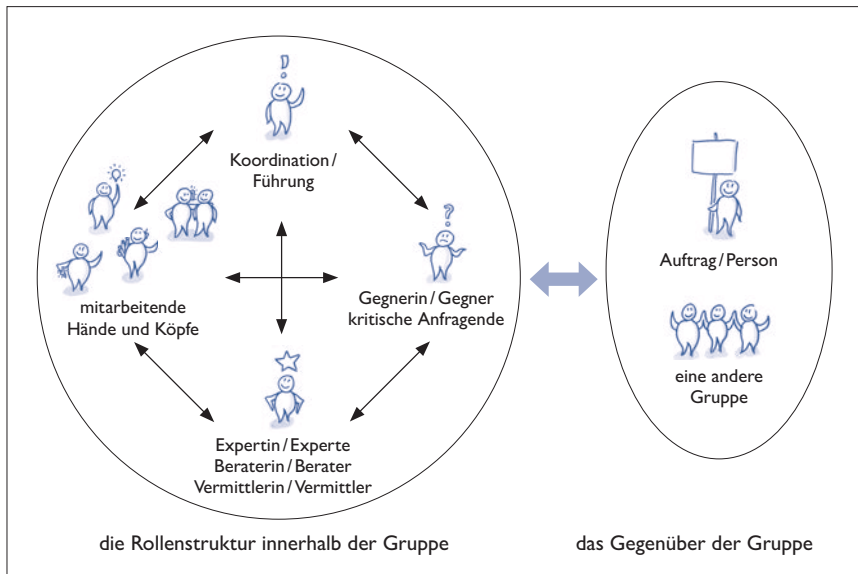 Koordination / Führung
mitarbeitende
Hände und Köpfe
Gegnerin / Gegner
kritische Anfragende
Expertin / Experte
Beraterin / Berater
Vermittlerin / Vermittler
die Rollenstruktur innerhalb der Gruppe
Auftrag / Person
eine andere
Gruppe
das Gegenüber der Gruppe